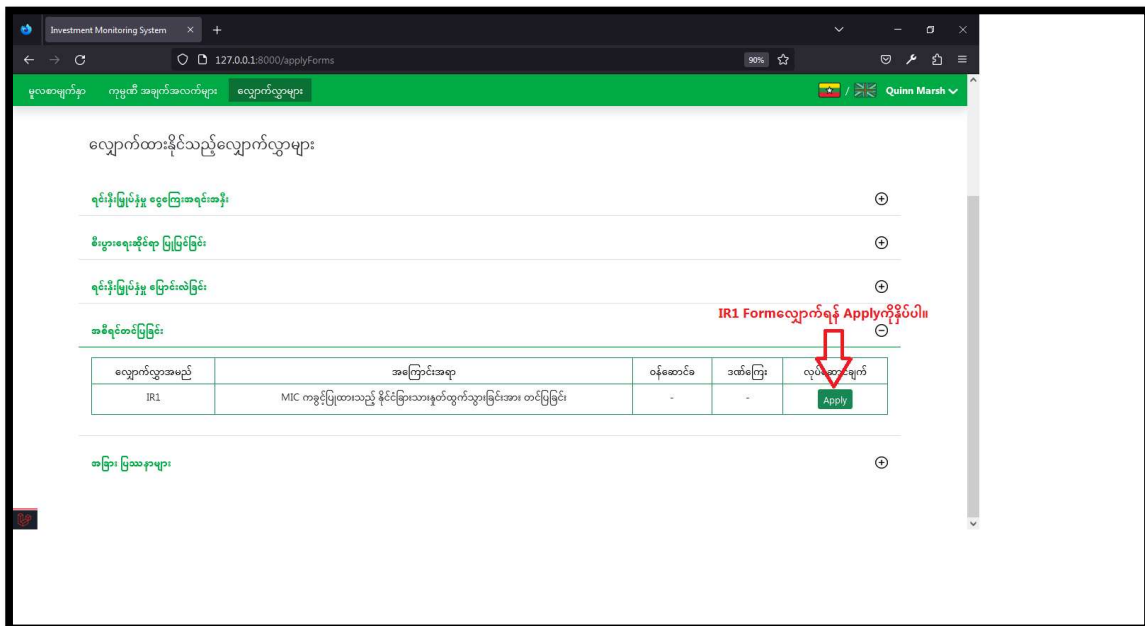 Investment Monitoring System
127.0.0.1:8000/applyForms
90%
မူလစာမျက်နှာ ကုမ္ပဏီ အချက်အလက်များ လျှောက်လွှာများ / Quinn Marsh
လျှောက်ထားနိုင်သည့်လျှောက်လွှာများ
ရင်းနှီးမြှုပ်နှံမှု ငွေကြေးအရင်းအနှီး
စီးပွားရေးဆိုင်ရာ ပြုပြင်ခြင်း
ရင်းနှီးမြှုပ်နှံမှု ပြောင်းလဲခြင်း
IR1 Formလျှောက်ရန် Applyကိုနှိပ်ပါ။
အစီရင်တင်ပြခြင်း
လျှောက်လွှာအမည် အကြောင်းအရာ ဝန်ဆောင်ခ ဒဏ်ကြေး လုပ်ဆောင်ချက်
IR1 MIC ကခွင့်ပြုထားသည့် နိုင်ငံခြားသားနှုတ်ထွက်သွားခြင်းအား တင်ပြခြင်း - - Apply
အခြား ပြဿနာများ